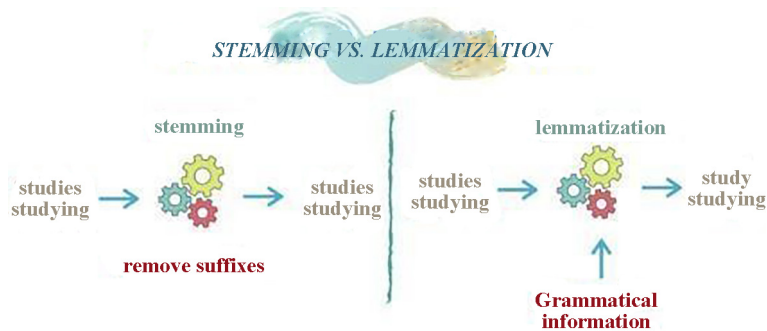 STEMMING VS. LEMMATIZATION
stemming
studies
studying
studies
studying
remove suffixes
lemmatization
studies
studying
study
studying
Grammatical
information